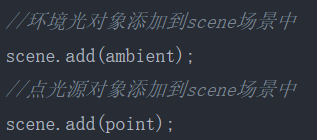 //环境光对象添加到scene场景中
scene.add(ambient);
//点光源对象添加到scene场景中
scene.add(point);